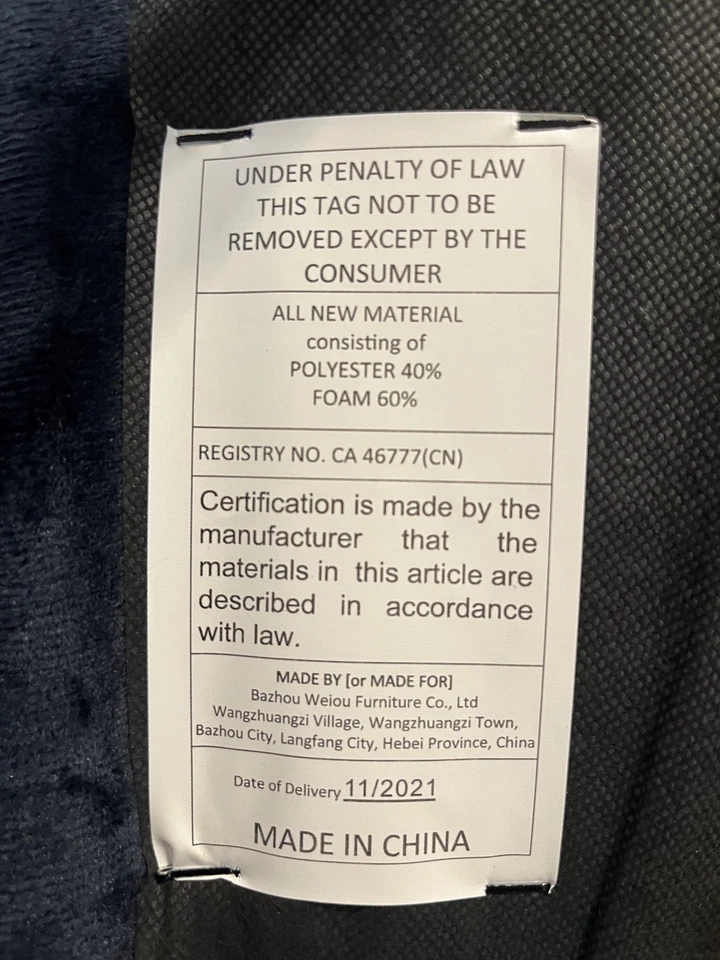 UNDER PENALTY OF LAW
THIS TAG NOT TO BE
REMOVED EXCEPT BY THE
CONSUMER
ALL NEW MATERIAL
consisting of
POLYESTER 40%
FOAM 60%
REGISTRY NO. CA 46777(CN)
Certification is made by the
manufacturer that the
materials in this article are
described in accordance
with law.
MADE BY [or MADE FOR]
Bazhou Weiou Furniture Co., Ltd
Wangzhuangzi Village, Wangzhuangzi Town,
Bazhou City, Langfang City, Hebei Province, China
Date of Delivery 11/2021
MADE IN CHINA